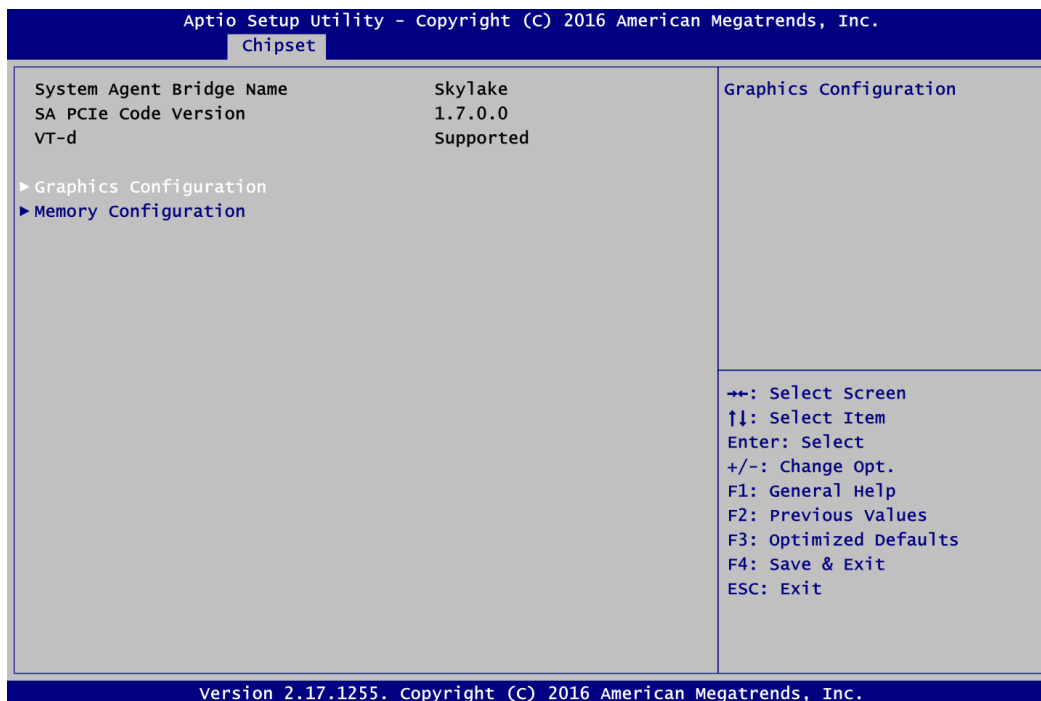 Aptio Setup Utility - Copyright (C) 2016 American Megatrends, Inc.
Chipset
System Agent Bridge Name Skylake
SA PCIe Code Version 1.7.0.0
VT-d Supported
▶ Graphics Configuration
▶ Memory Configuration
Graphics Configuration
→←: Select Screen
↑↓: Select Item
Enter: Select
+/-: Change Opt.
F1: General Help
F2: Previous Values
F3: Optimized Defaults
F4: Save & Exit
ESC: Exit
Version 2.17.1255. Copyright (C) 2016 American Megatrends, Inc.